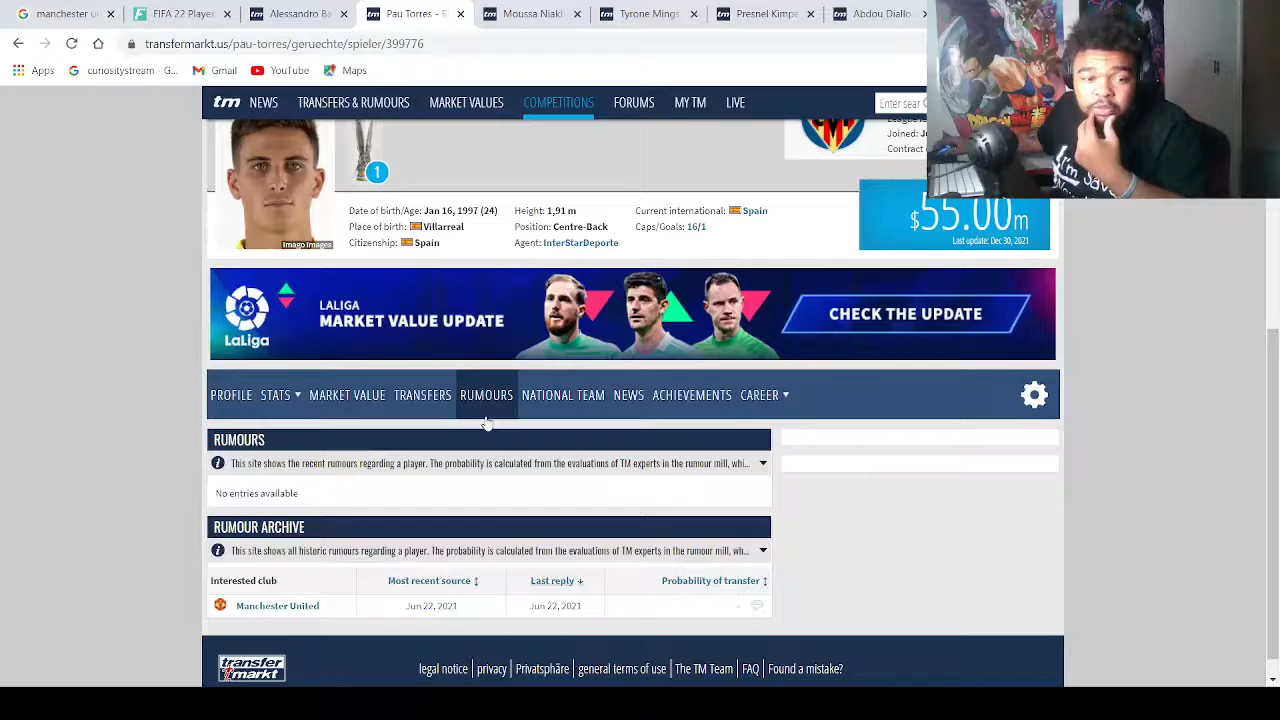 manchester u
FIFA 22 Player
Alessandro Ba
Pau Torres - R
Moussa Niakh
Tyrone Mings
Presnel Kimpe
Abdou Diallo
transfermarkt.us/pau-torres/geruechte/spieler/399776
Apps
curiositystream - G...
Gmail
YouTube
Maps
tm NEWS TRANSFERS & RUMOURS MARKET VALUES COMPETITIONS FORUMS MY TM LIVE
Enter sear
1
Joined: Ju
Contract
$55.00m
Last update: Dec 30, 2021
Imago Images
Date of birth/Age: Jan 16, 1997 (24) Height: 1,91 m Current international: Spain
Place of birth: Villarreal Position: Centre-Back Caps/Goals: 16/1
Citizenship: Spain Agent: InterStarDeporte
LaLiga
LALIGA
MARKET VALUE UPDATE
CHECK THE UPDATE
PROFILE STATS MARKET VALUE TRANSFERS RUMOURS NATIONAL TEAM NEWS ACHIEVEMENTS CAREER
RUMOURS
This site shows the recent rumours regarding a player. The probability is calculated from the evaluations of TM experts in the rumour mill, whi...
No entries available
RUMOUR ARCHIVE
This site shows all historic rumours regarding a player. The probability is calculated from the evaluations of TM experts in the rumour mill, wh...
Interested club Most recent source Last reply Probability of transfer
Manchester United Jun 22, 2021 Jun 22, 2021 -
transfer
markt
legal notice | privacy | Privatsphäre | general terms of use | The TM Team | FAQ | Found a mistake?